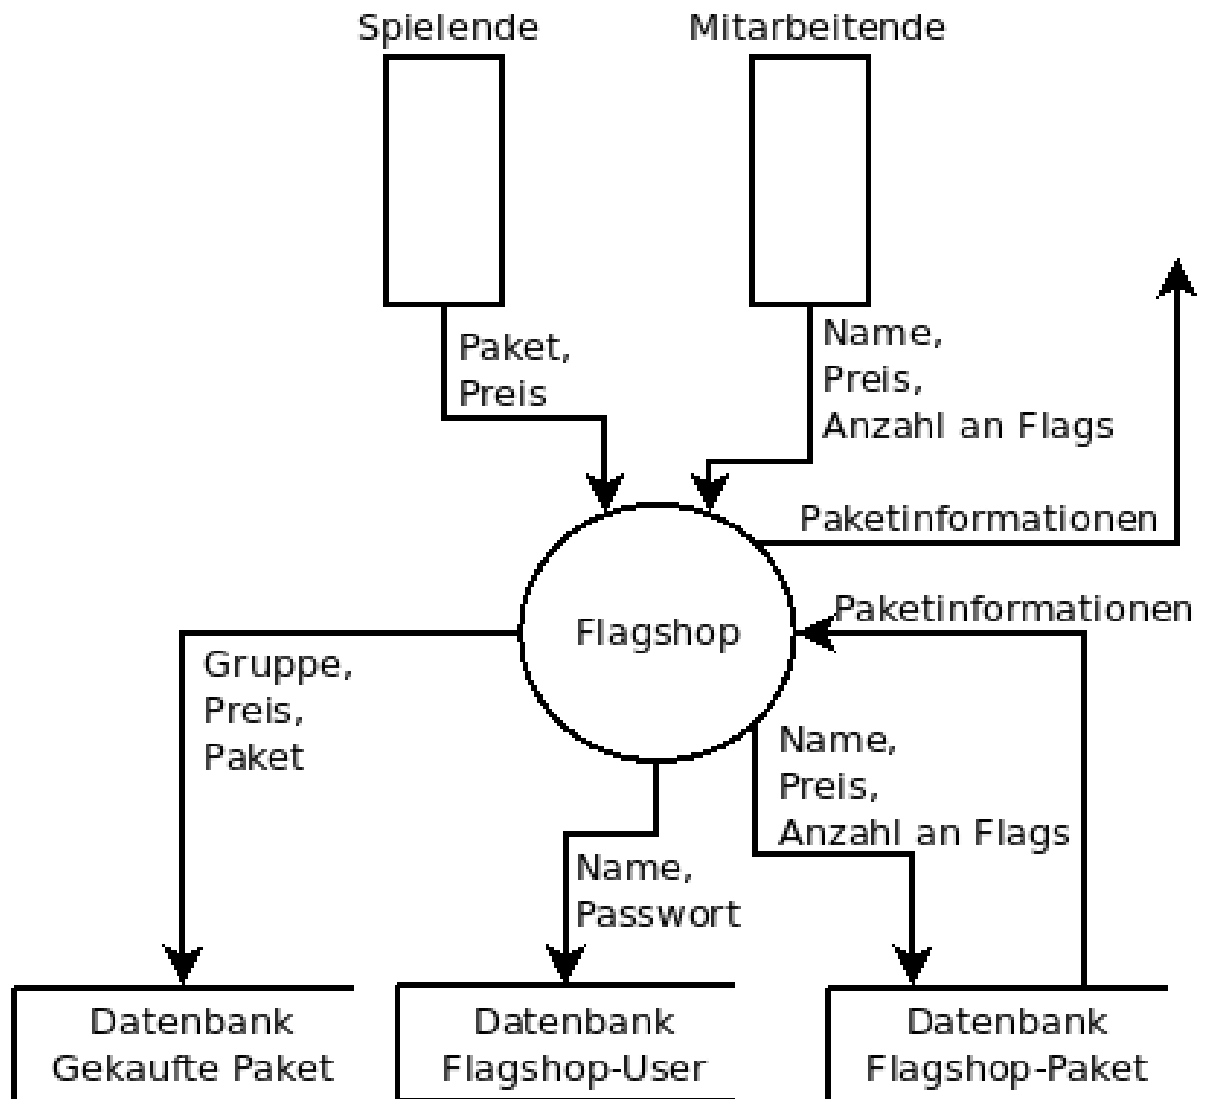 Spielende
Mitarbeitende
Paket,
Preis
Name,
Preis,
Anzahl an Flags
Paketinformationen
Paketinformationen
Flagshop
Gruppe,
Preis,
Paket
Name,
Preis,
Anzahl an Flags
Name,
Passwort
Datenbank
Gekaufte Paket
Datenbank
Flagshop-User
Datenbank
Flagshop-Paket